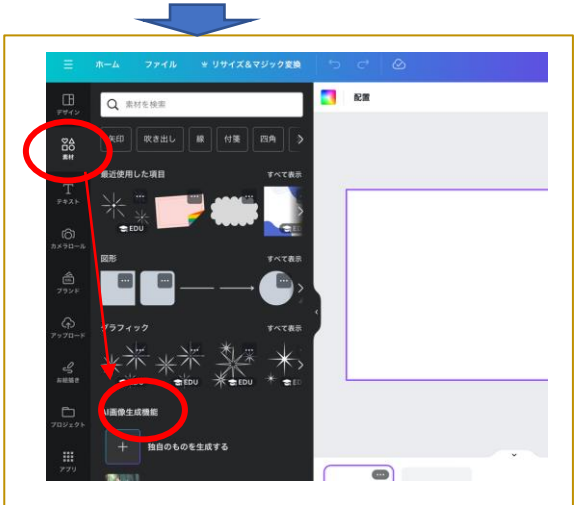 ホーム ファイル リサイズ&マジック変換
デザイン
素材を検索
配置
素材
矢印 吹き出し 線 付箋 四角
最近使用した項目 すべて表示
テキスト
EDU EDU
カメラロール
図形 すべて表示
ブランド
アップロード
グラフィック すべて表示
お絵描き
EDU EDU EDU EDU
プロジェクト
AI画像生成機能
独自のものを生成する
アプリ